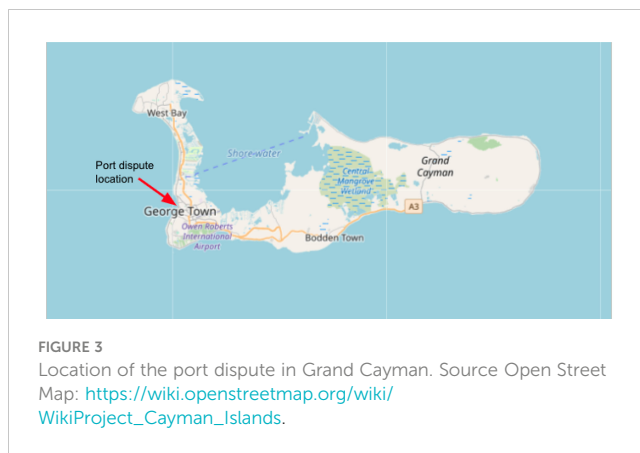 West Bay
Port dispute
location
Shore-water
Grand
Cayman
Central
Mangrove
Wetland
George Town
A3
Owen Roberts
International
Airport
Bodden Town
FIGURE 3
Location of the port dispute in Grand Cayman. Source Open Street
Map: https://wiki.openstreetmap.org/wiki/
WikiProject_Cayman_Islands.